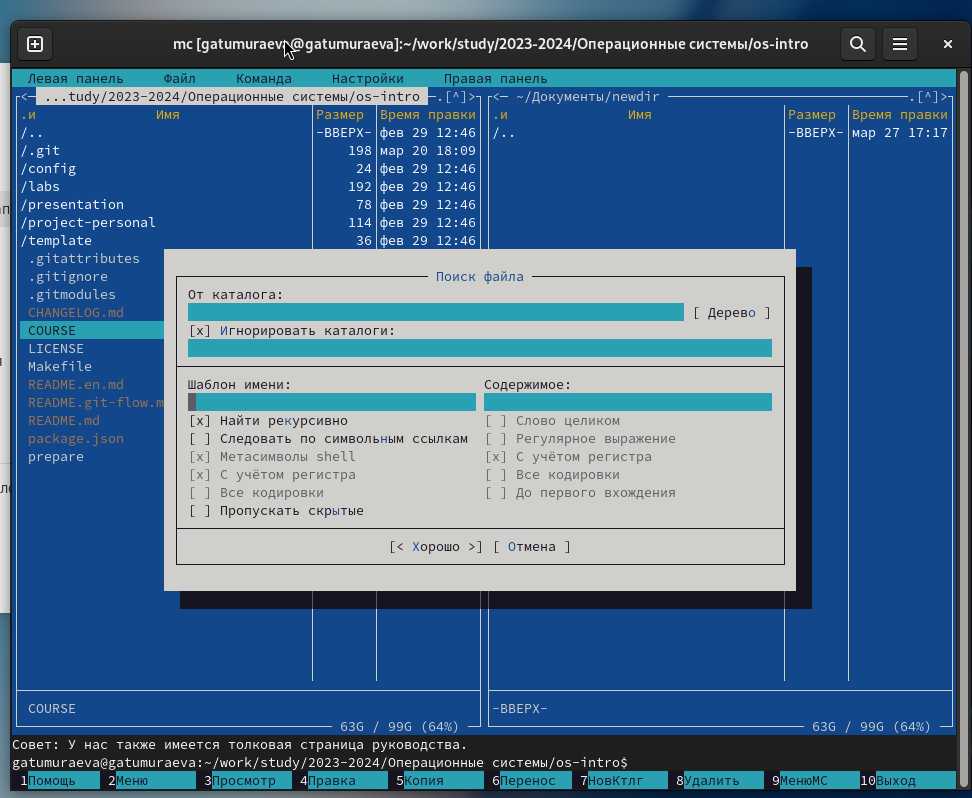 mc [gatumuraeva@gatumuraeva]:~/work/study/2023-2024/Операционные системы/os-intro
Левая панель Файл Команда Настройки Правая панель
<─ ...tudy/2023-2024/Операционные системы/os-intro ─.[^]> <─ ~/Документы/newdir ─.[^]>
.и Имя Размер Время правки .и Имя Размер Время правки
/.. -ВВЕРХ- фев 29 12:46 /.. -ВВЕРХ- мар 27 17:17
/.git 198 мар 20 18:09
/config 24 фев 29 12:46
/labs 192 фев 29 12:46
/presentation 78 фев 29 12:46
/project-personal 114 фев 29 12:46
/template 36 фев 29 12:46
.gitattributes
.gitignore
.gitmodules
CHANGELOG.md
COURSE
LICENSE
Makefile
README.en.md
README.git-flow.m
README.md
package.json
prepare
Поиск файла
От каталога:
[ Дерево ]
[x] Игнорировать каталоги:
Шаблон имени: Содержимое:
[x] Найти рекурсивно [ ] Слово целиком
[ ] Следовать по символьным ссылкам [ ] Регулярное выражение
[x] Метасимволы shell [x] С учётом регистра
[x] С учётом регистра [ ] Все кодировки
[ ] Все кодировки [ ] До первого вхождения
[ ] Пропускать скрытые
[< Хорошо >] [ Отмена ]
COURSE -ВВЕРХ-
63G / 99G (64%) 63G / 99G (64%)
Совет: У нас также имеется толковая страница руководства.
gatumuraeva@gatumuraeva:~/work/study/2023-2024/Операционные системы/os-intro$
1Помощь 2Меню 3Просмотр 4Правка 5Копия 6Перенос 7НовКтлг 8Удалить 9МенюМС 10Выход